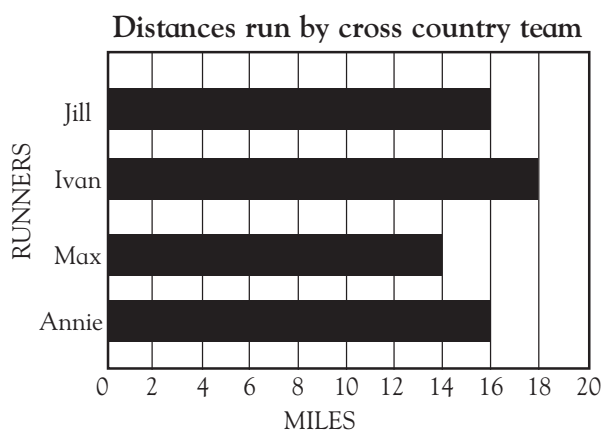 Distances run by cross country team
RUNNERS
Jill
Ivan
Max
Annie
0 2 4 6 8 10 12 14 16 18 20
MILES